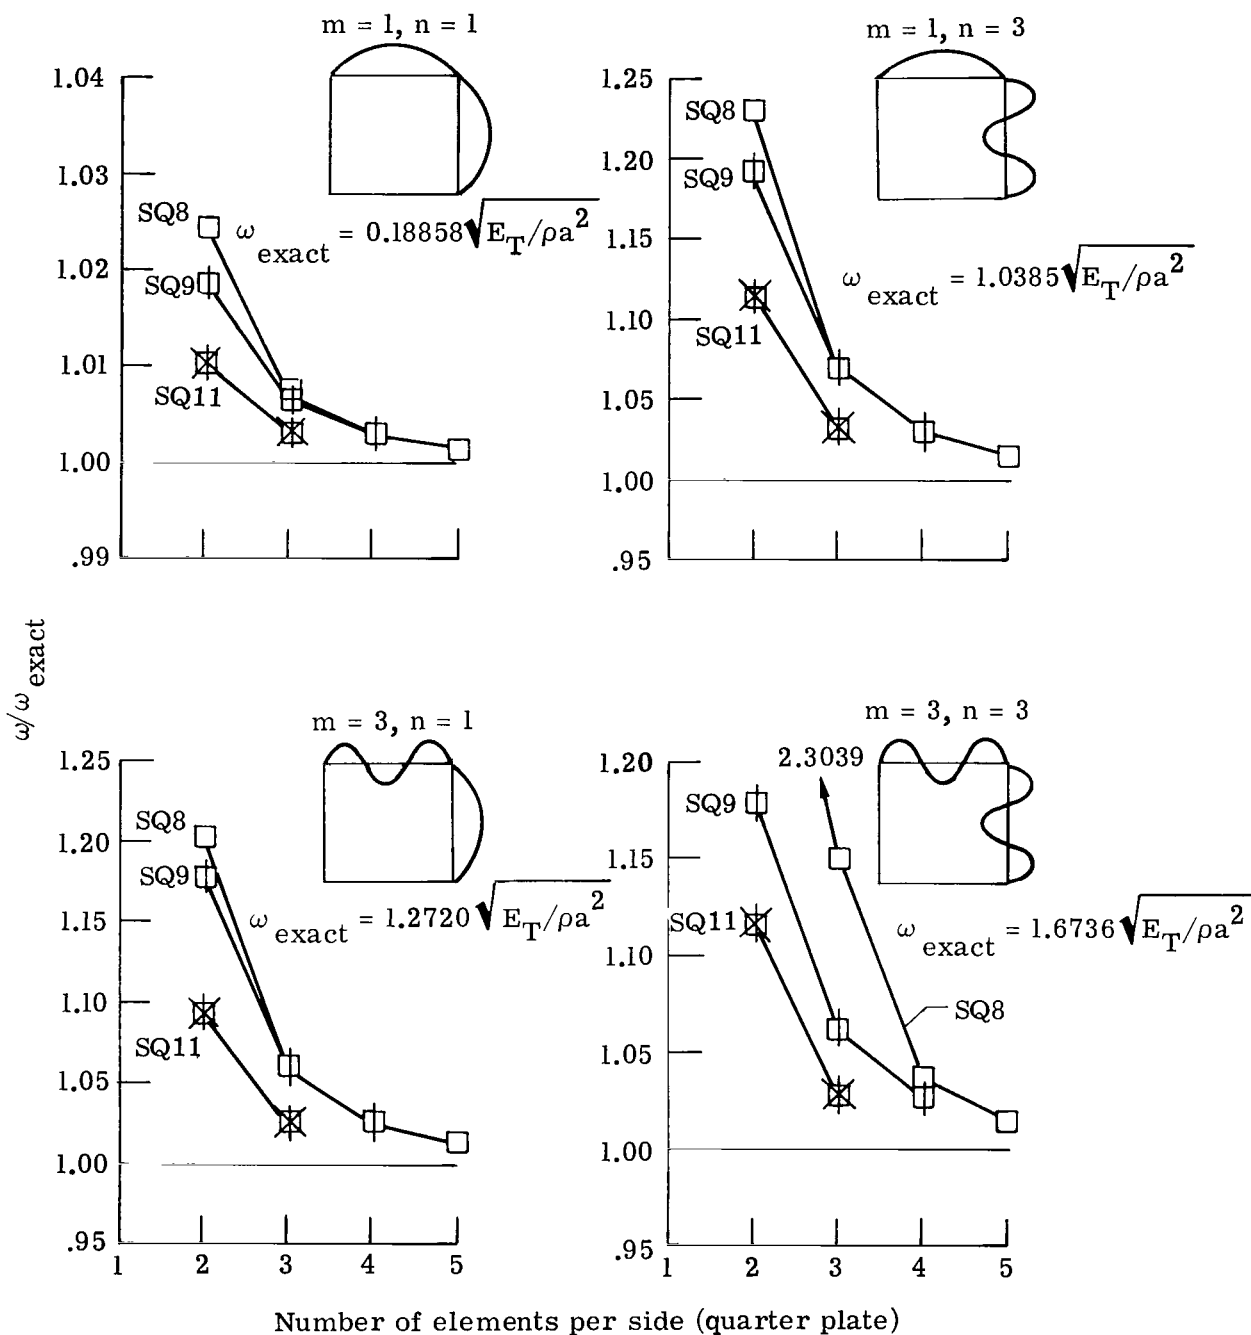 m = 1, n = 1
1.04
1.03
1.02
1.01
1.00
.99
SQ8
SQ9
SQ11
ω exact = 0.18858 √E_T/ρa²
m = 1, n = 3
1.25
1.20
1.15
1.10
1.05
1.00
.95
SQ8
SQ9
SQ11
ω exact = 1.0385 √E_T/ρa²
ω/ω exact
m = 3, n = 1
1.25
1.20
1.15
1.10
1.05
1.00
.95
SQ8
SQ9
SQ11
ω exact = 1.2720 √E_T/ρa²
1 2 3 4 5
m = 3, n = 3
2.3039
1.20
1.15
1.10
1.05
1.00
.95
SQ9
SQ11
SQ8
ω exact = 1.6736 √E_T/ρa²
1 2 3 4 5
Number of elements per side (quarter plate)